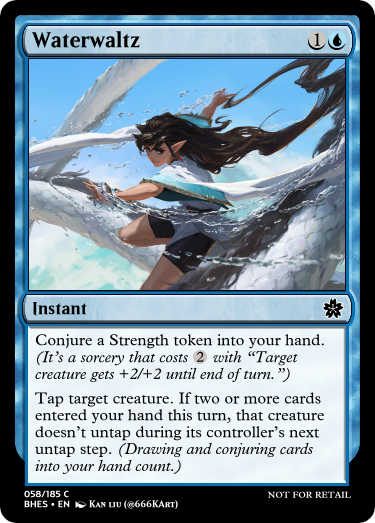 Waterwaltz 1
Instant
Conjure a Strength token into your hand.
(It's a sorcery that costs 2 with “Target
creature gets +2/+2 until end of turn.”)
Tap target creature. If two or more cards
entered your hand this turn, that creature
doesn't untap during its controller's next
untap step. (Drawing and conjuring cards
into your hand count.)
058/185 C
BHES • EN Kan liu (@666KArt)
NOT FOR RETAIL